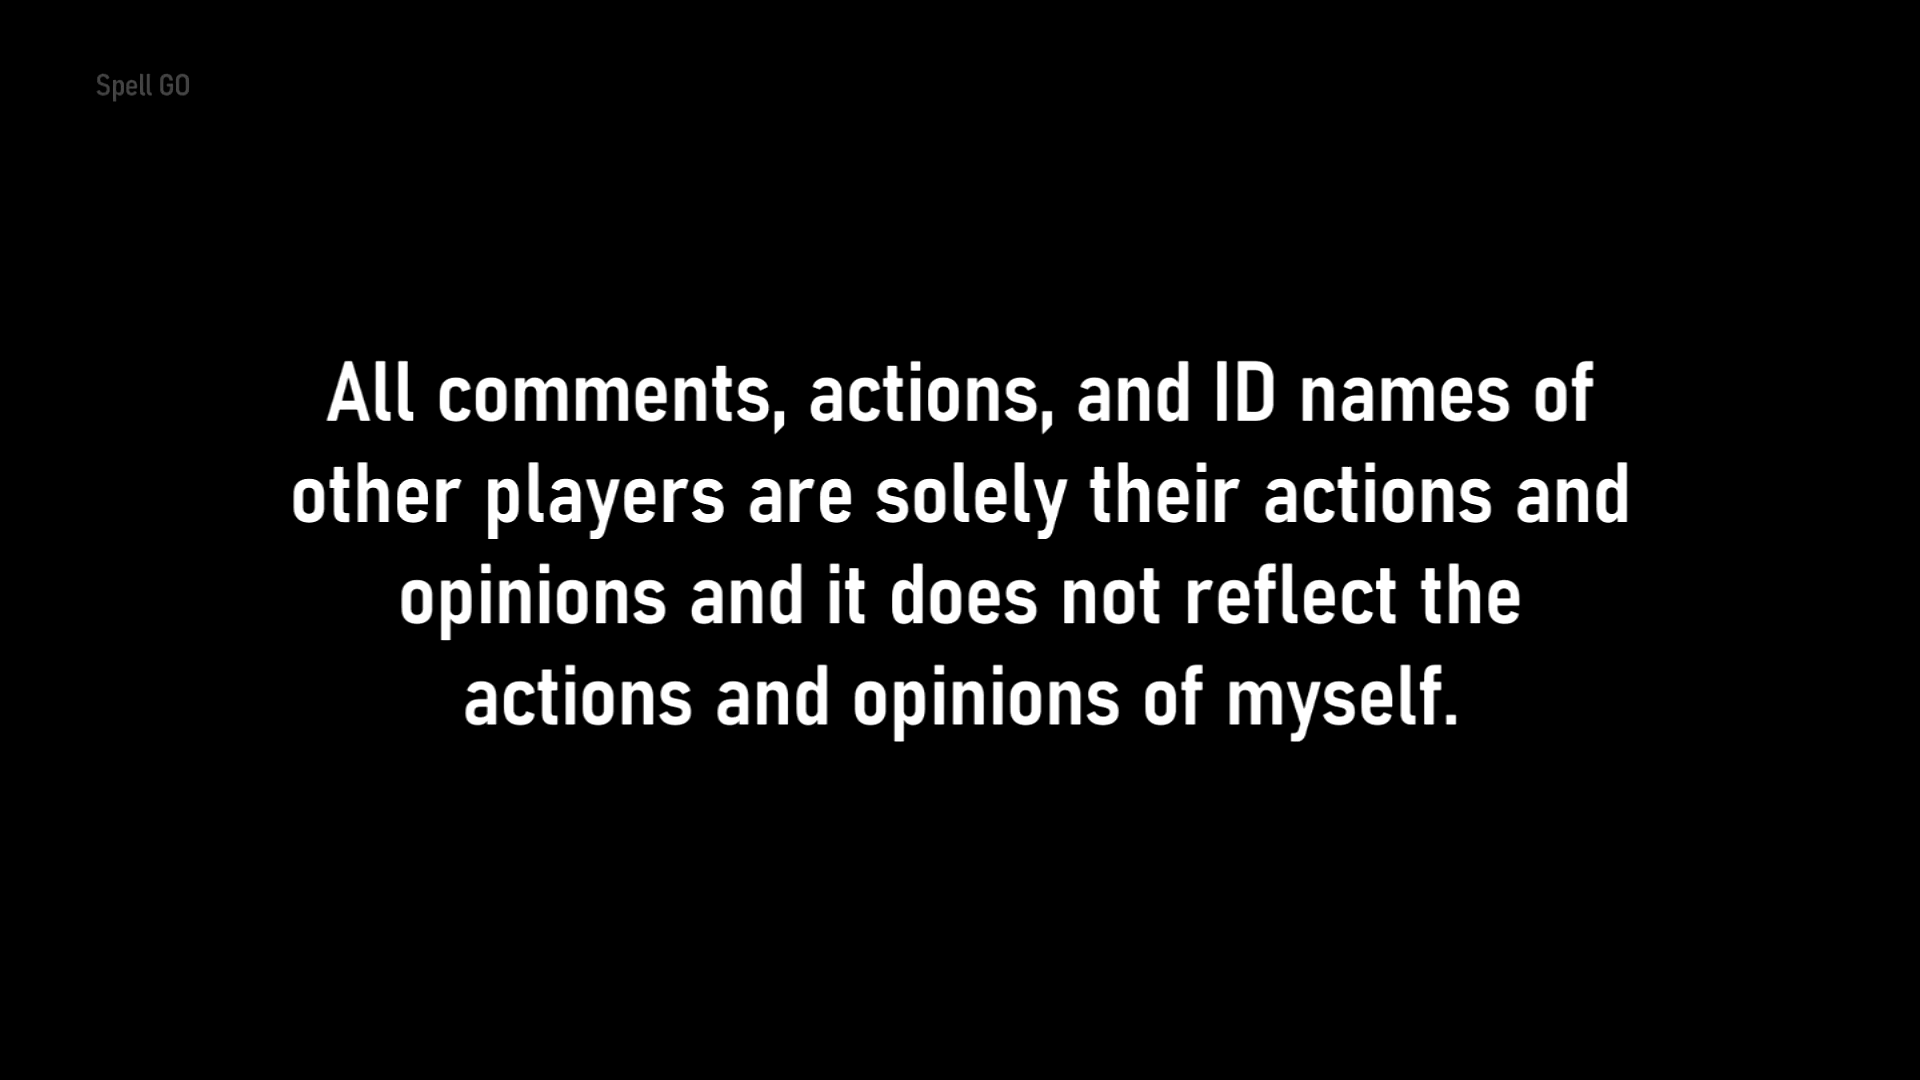 Spell GO
All comments, actions, and ID names of
other players are solely their actions and
opinions and it does not reflect the
actions and opinions of myself.